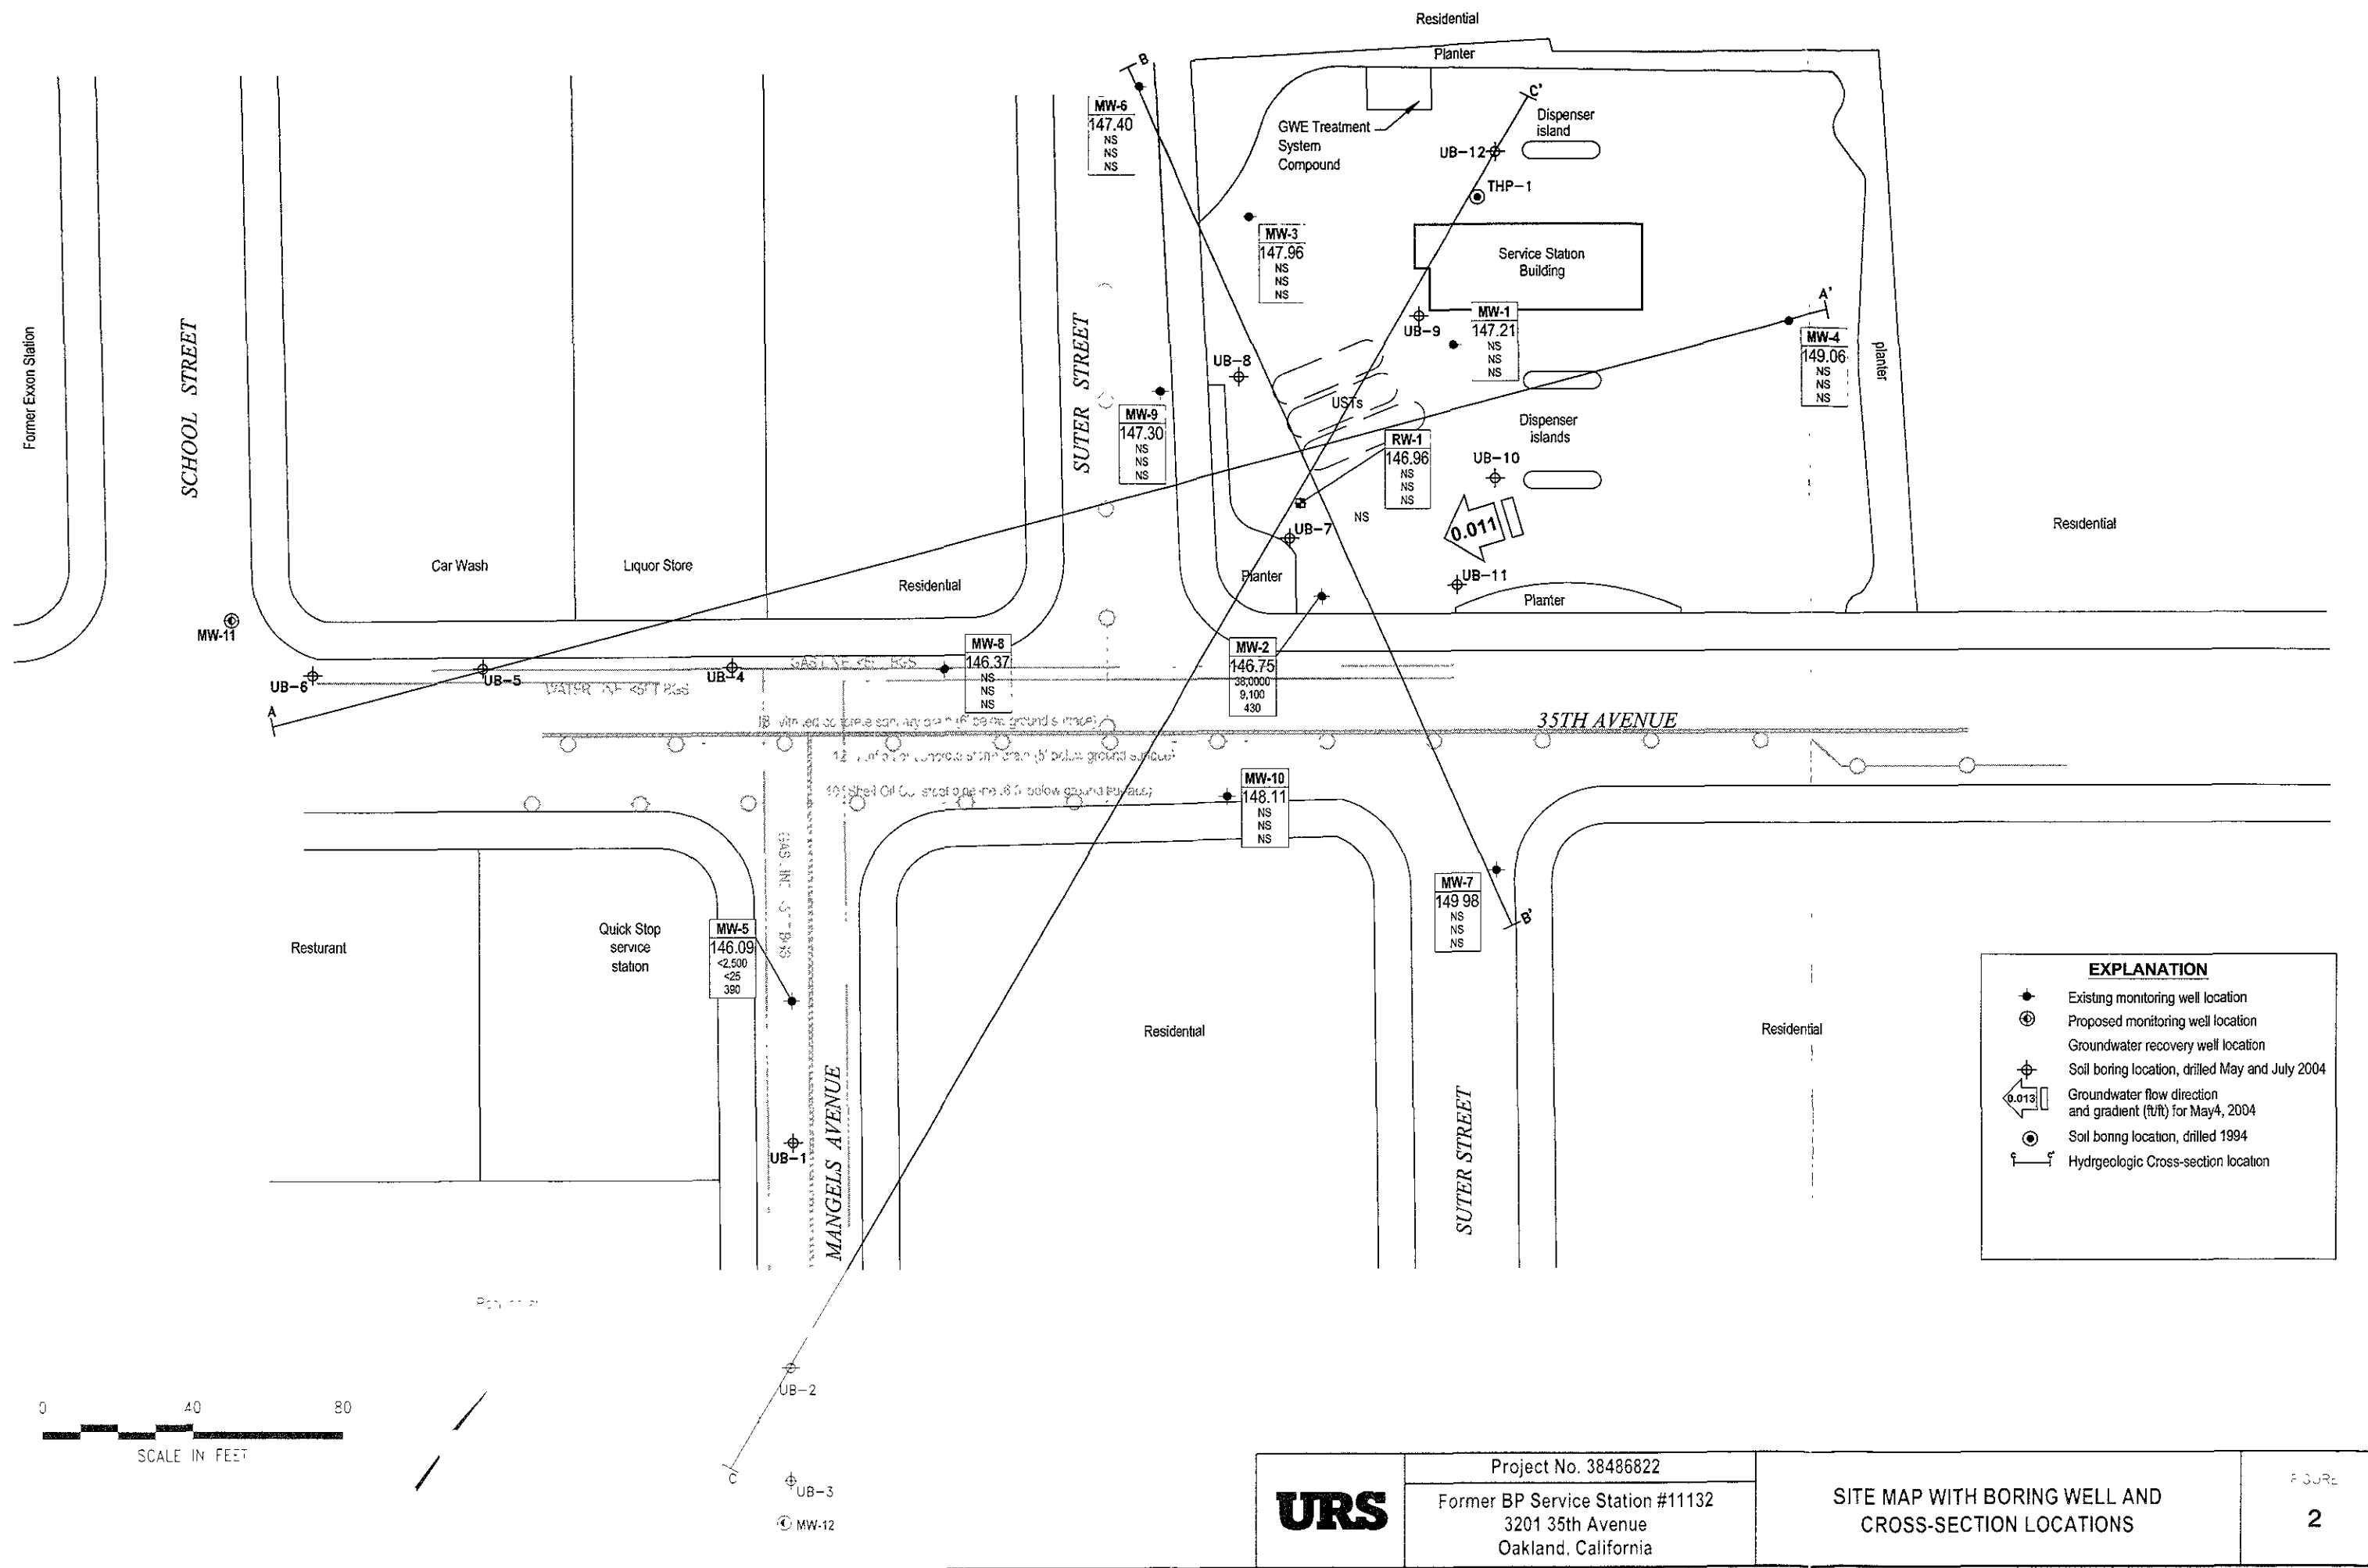 Residential
Planter
B
C'
MW-6
147.40
NS
NS
NS
GWE Treatment
System
Compound
Dispenser
island
UB-12
THP-1
MW-3
147.96
NS
NS
NS
Service Station
Building
Former Exxon Station
SCHOOL STREET
SUTER STREET
UB-9
MW-1
147.21
NS
NS
NS
A'
MW-4
149.06
NS
NS
NS
planter
UB-8
USTs
MW-9
147.30
NS
NS
NS
RW-1
146.96
NS
NS
NS
Dispenser
islands
UB-10
NS
0.011
UB-7
Residential
Car Wash
Liquor Store
Residential
Planter
UB-11
Planter
MW-11
UB-6
UB-5
UB-4
MW-8
146.37
NS
NS
NS
MW-2
146.75
38,0000
9,100
430
A
35TH AVENUE
MW-10
148.11
NS
NS
NS
MW-7
149 98
NS
NS
NS
B'
Resturant
Quick Stop
service
station
MW-5
146.09
<2,500
<25
390
Residential
Residential
UB-1
MANGELS AVENUE
SUTER STREET
EXPLANATION
Existing monitoring well location
Proposed monitoring well location
Groundwater recovery well location
Soil boring location, drilled May and July 2004
0.013
Groundwater flow direction
and gradient (ft/ft) for May4, 2004
Soil boring location, drilled 1994
C C'
Hydrgeologic Cross-section location
UB-2
C
UB-3
MW-12
0 40 80
SCALE IN FEET
URS
Project No. 38486822
Former BP Service Station #11132
3201 35th Avenue
Oakland, California
SITE MAP WITH BORING WELL AND
CROSS-SECTION LOCATIONS
FIGURE
2